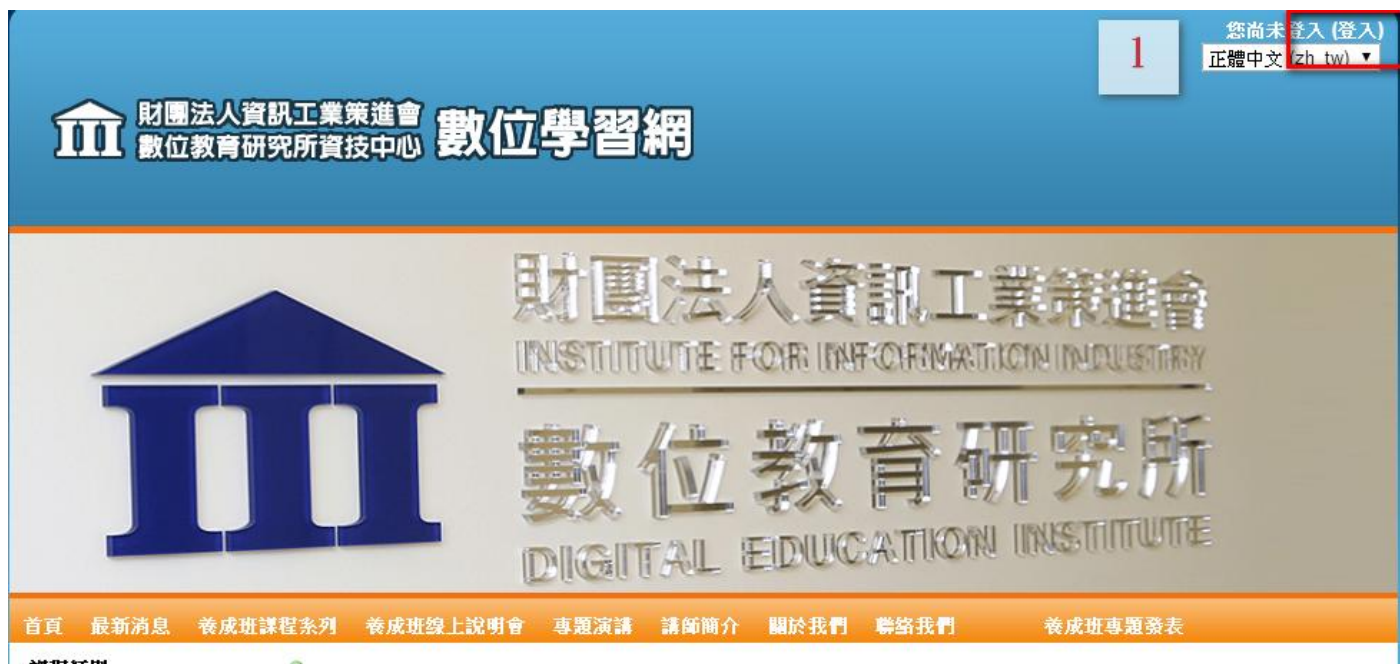 您尚未登入 (登入)
1
正體中文 (zh_tw)
財團法人資訊工業策進會
數位教育研究所資技中心
數位學習網
財團法人資訊工業策進會
INSTITUTE FOR INFORMATION INDUSTRY
數位教育研究所
DIGITAL EDUCATION INSTITUTE
首頁 最新消息 養成班課程系列 養成班線上說明會 專題演講 講師簡介 關於我們 聯絡我們 養成班專題發表